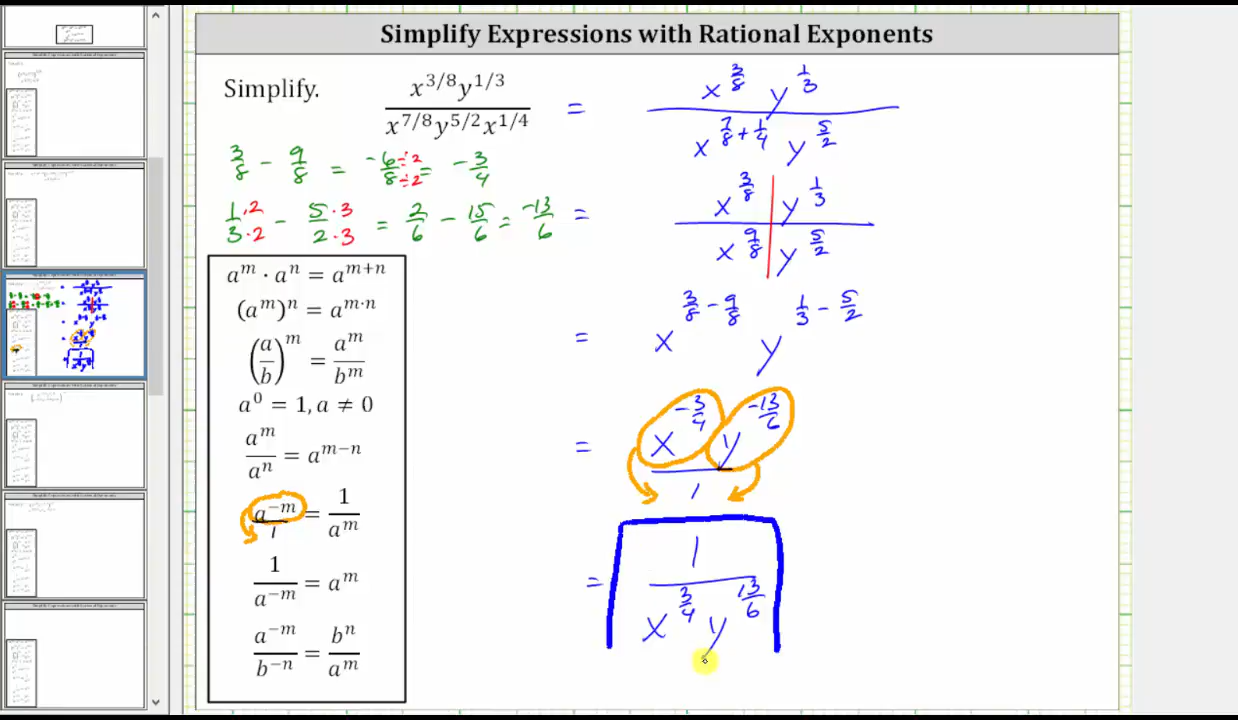 Simplify Expressions with Rational Exponents
Simplify. x^{3/8}y^{1/3} / x^{7/8}y^{5/2}x^{1/4} = x^{3/8} y^{1/3} / x^{7/8 + 1/4} y^{5/2}
3/8 - 9/8 = -6÷2 / 8÷2 = -3/4
1·2 / 3·2 - 5·3 / 2·3 = 2/6 - 15/6 = -13/6
= x^{3/8} y^{1/3} / x^{9/8} y^{5/2}
= x^{3/8 - 9/8} y^{1/3 - 5/2}
= x^{-3/4} y^{-13/6} / 1
= 1 / x^{3/4} y^{13/6}
a^m · a^n = a^{m+n}
(a^m)^n = a^{m·n}
(a/b)^m = a^m / b^m
a^0 = 1, a ≠ 0
a^m / a^n = a^{m−n}
a^{−m} / 1 = 1 / a^m
1 / a^{−m} = a^m
a^{−m} / b^{−n} = b^n / a^m